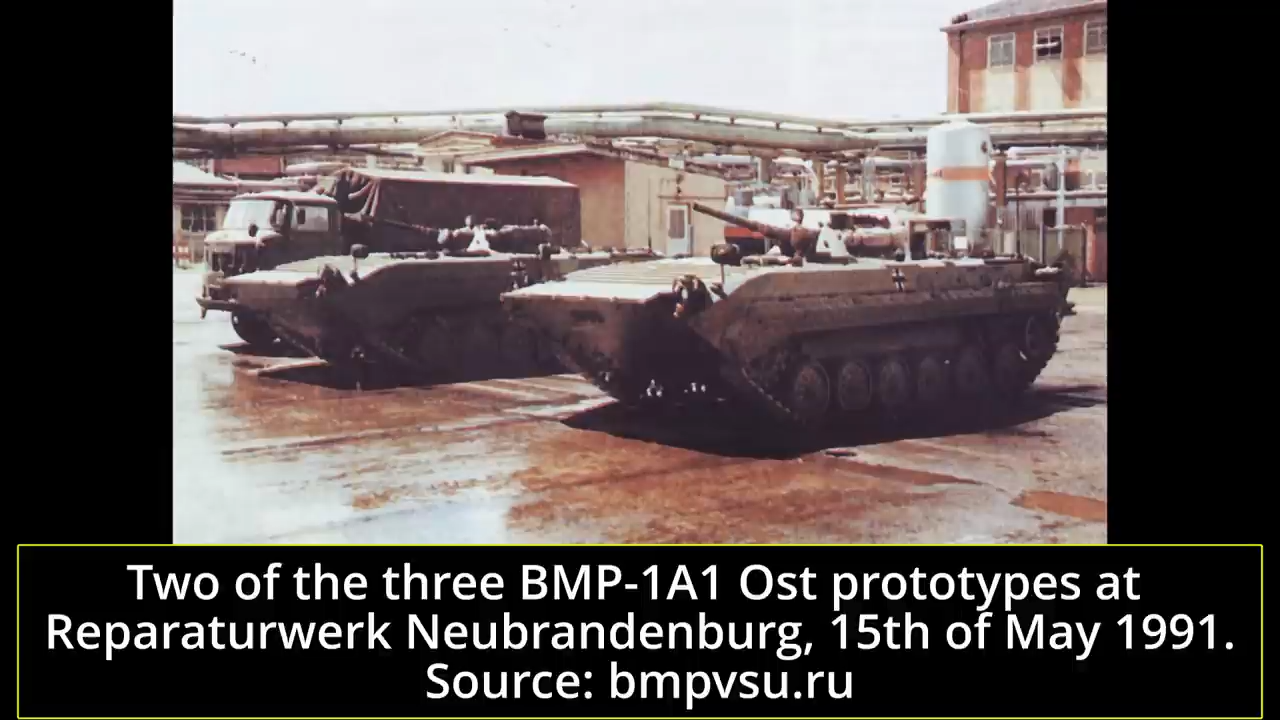 Two of the three BMP-1A1 Ost prototypes at
Reparaturwerk Neubrandenburg, 15th of May 1991.
Source: bmpvsu.ru